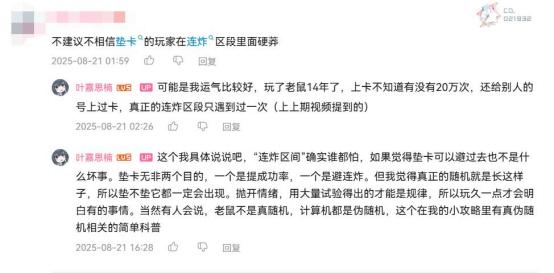 CO.
021932
不建议不相信垫卡的玩家在连炸区段里面硬莽
2025-08-21 01:59 回复
叶嘉思楠 LV5 UP 可能是我运气比较好，玩了老鼠14年了，上卡不知道有没有20万次，还给别人的
号上过卡，真正的连炸区段只遇到过一次（上上期视频提到的）
2025-08-21 02:26 回复
叶嘉思楠 LV5 UP 这个我具体说说吧，“连炸区间”确实谁都怕，如果觉得垫卡可以避过去也不是什
么坏事。垫卡无非两个目的，一个是提成功率，一个是避连炸。但我觉得真正的随机就是长这样
子，所以垫不垫它都一定会出现。抛开情绪，用大量试验得出的才能是规律，所以玩久一点才会明
白有的事情。当然有人会说，老鼠不是真随机，计算机都是伪随机，这个在我的小攻略里有真伪随
机相关的简单科普
2025-08-21 16:28 回复